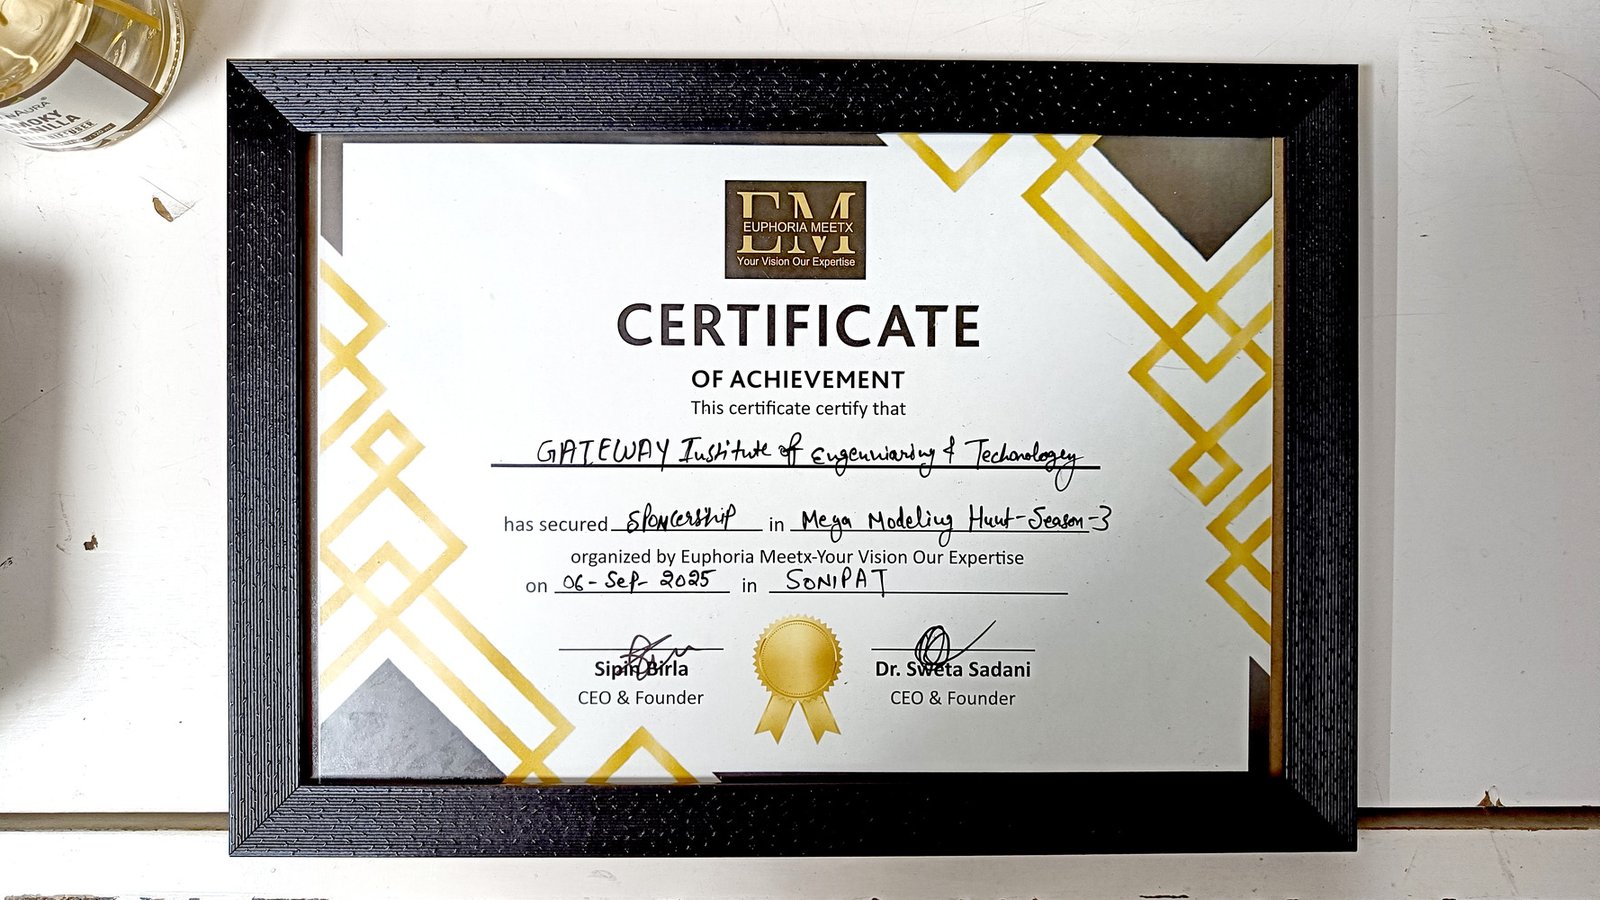 EM
EUPHORIA MEETX
Your Vision Our Expertise
CERTIFICATE
OF ACHIEVEMENT
This certificate certify that
GATEWAY Institute of Engenniaring & Techonologey
has secured Sponcership in Mega Modeling Hunt-Season-3
organized by Euphoria Meetx-Your Vision Our Expertise
on 06-Sep-2025 in SONIPAT
Sipin Birla
CEO & Founder
Dr. Sweta Sadani
CEO & Founder